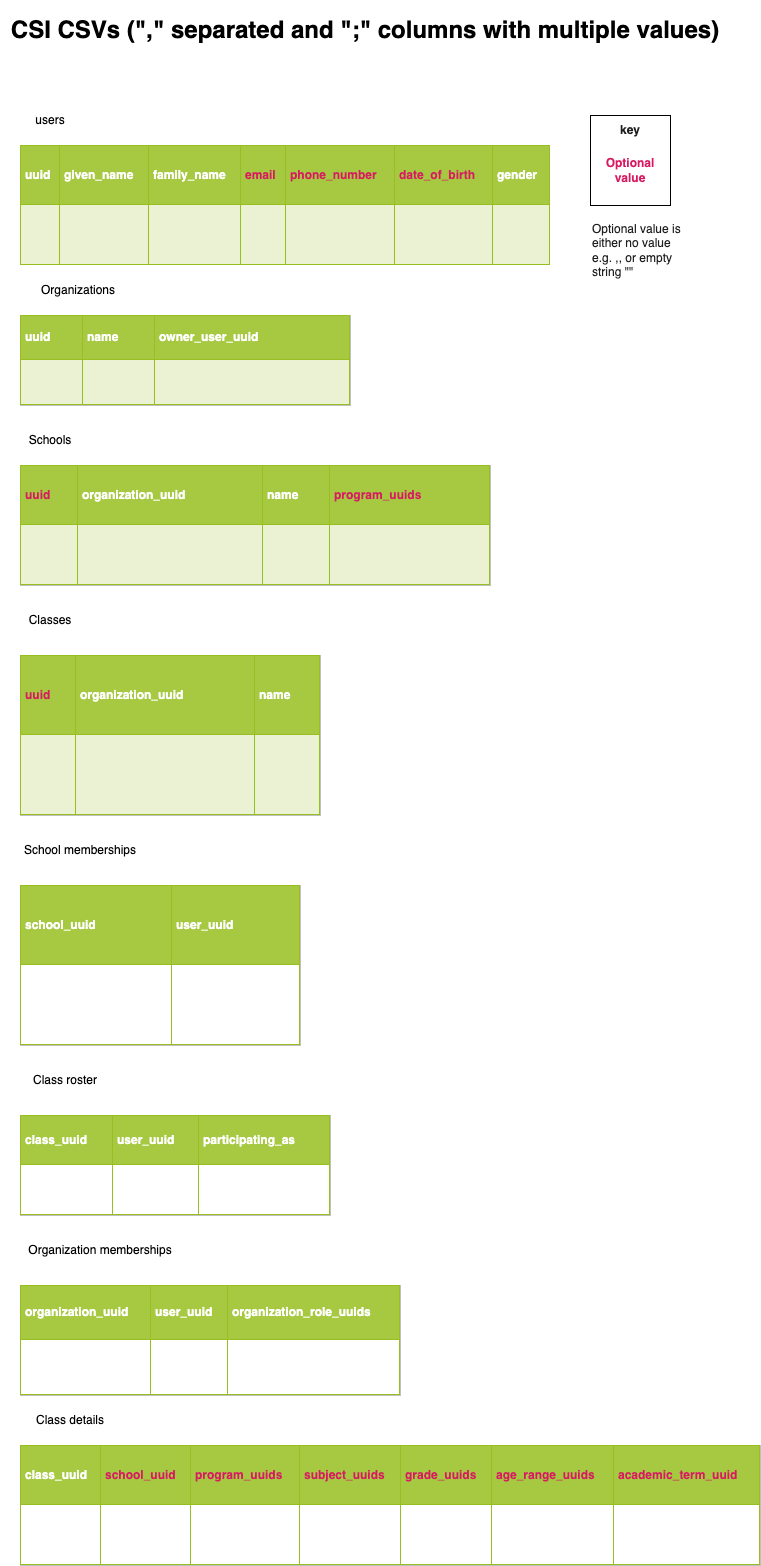 CSI CSVs ("," separated and ";" columns with multiple values)
users
key
uuid given_name family_name email phone_number date_of_birth gender
Optional
value
Optional value is
either no value
e.g. ,, or empty
string ""
Organizations
uuid name owner_user_uuid
Schools
uuid organization_uuid name program_uuids
Classes
uuid organization_uuid name
School memberships
school_uuid user_uuid
Class roster
class_uuid user_uuid participating_as
Organization memberships
organization_uuid user_uuid organization_role_uuids
Class details
class_uuid school_uuid program_uuids subject_uuids grade_uuids age_range_uuids academic_term_uuid